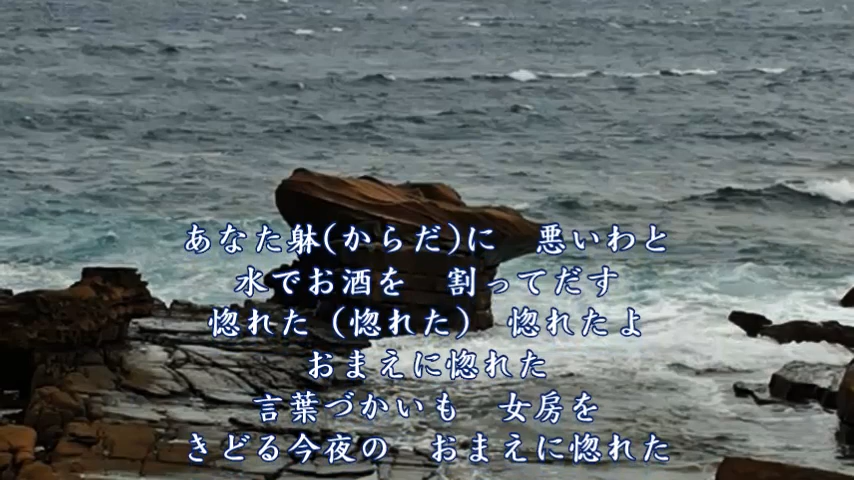 あなた躰(からだ)に　悪いわと
水でお酒を　割ってだす
惚れた（惚れた）　惚れたよ
おまえに惚れた
言葉づかいも　女房を
きどる今夜の　おまえに惚れた